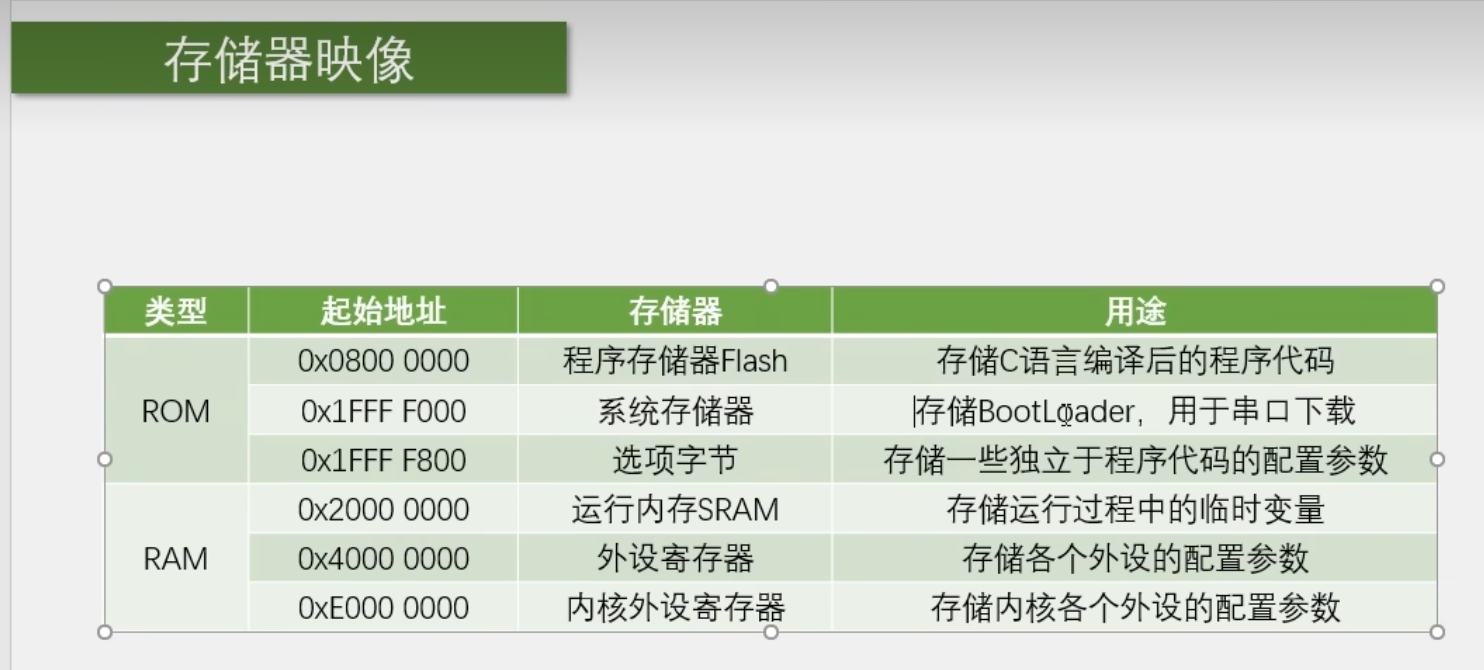 存储器映像
类型 起始地址 存储器 用途
ROM 0x0800 0000 程序存储器Flash 存储C语言编译后的程序代码
0x1FFF F000 系统存储器 存储BootLoader，用于串口下载
0x1FFF F800 选项字节 存储一些独立于程序代码的配置参数
RAM 0x2000 0000 运行内存SRAM 存储运行过程中的临时变量
0x4000 0000 外设寄存器 存储各个外设的配置参数
0xE000 0000 内核外设寄存器 存储内核各个外设的配置参数